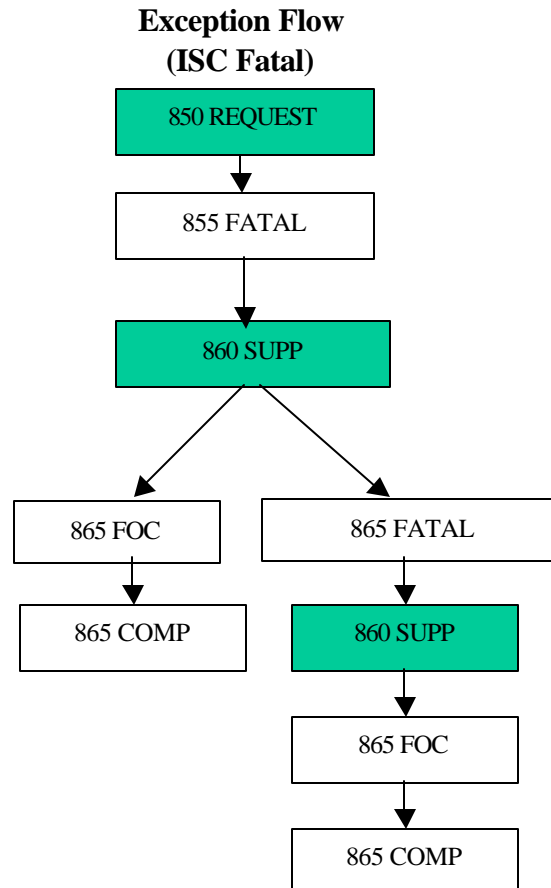 Exception Flow
(ISC Fatal)
850 REQUEST
855 FATAL
860 SUPP
865 FOC
865 COMP
865 FATAL
860 SUPP
865 FOC
865 COMP